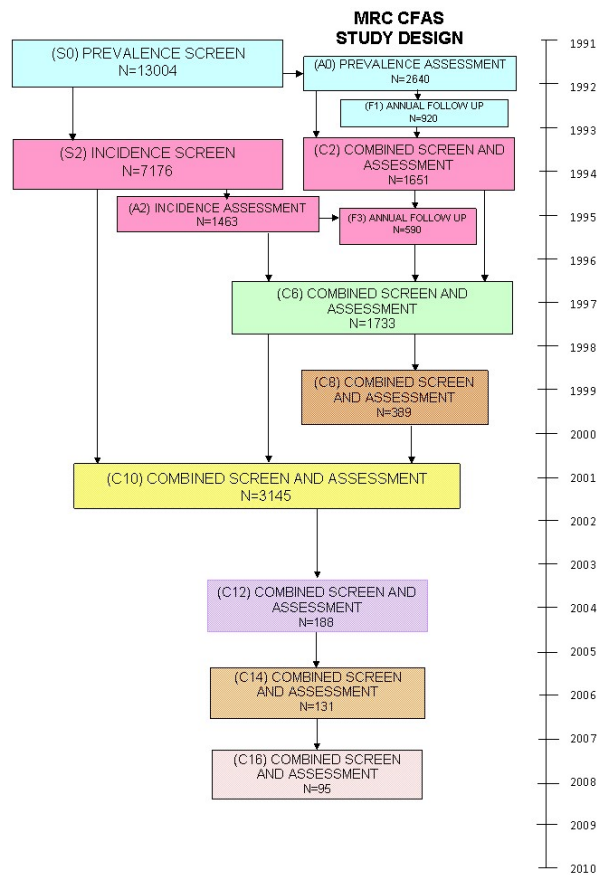 MRC CFAS
STUDY DESIGN
(S0) PREVALENCE SCREEN
N=13004
(A0) PREVALENCE ASSESSMENT
N=2640
(F1) ANNUAL FOLLOW UP
N=920
(S2) INCIDENCE SCREEN
N=7176
(C2) COMBINED SCREEN AND
ASSESSMENT
N=1651
(A2) INCIDENCE ASSESSMENT
N=1463
(F3) ANNUAL FOLLOW UP
N=590
(C6) COMBINED SCREEN AND
ASSESSMENT
N=1733
(C8) COMBINED SCREEN
AND ASSESSMENT
N=389
(C10) COMBINED SCREEN AND ASSESSMENT
N=3145
(C12) COMBINED SCREEN AND
ASSESSMENT
N=188
(C14) COMBINED SCREEN
AND ASSESSMENT
N=131
(C16) COMBINED SCREEN
AND ASSESSMENT
N=95
1991
1992
1993
1994
1995
1996
1997
1998
1999
2000
2001
2002
2003
2004
2005
2006
2007
2008
2009
2010